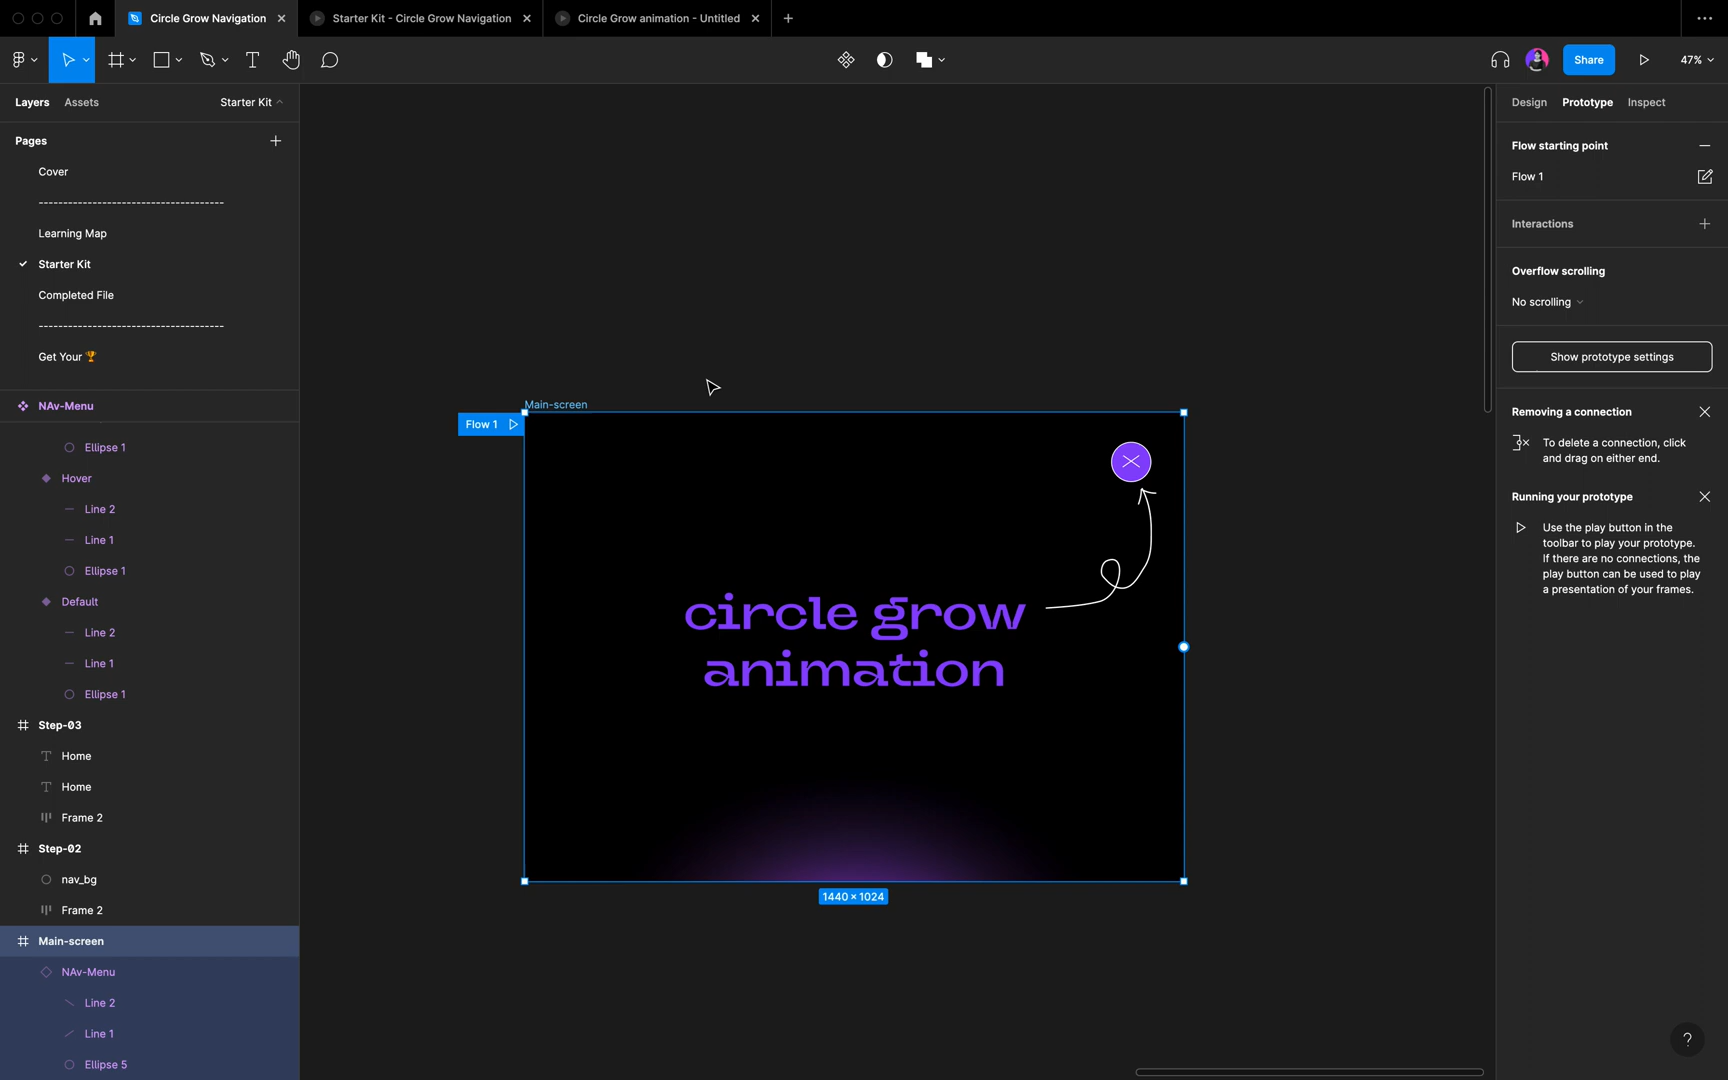 Circle Grow Navigation
Starter Kit - Circle Grow Navigation
Circle Grow animation - Untitled
Share
47%
Layers
Assets
Starter Kit
Pages
Cover
--------------------------------------
Learning Map
Starter Kit
Completed File
--------------------------------------
Get Your 🏆
NAv-Menu
Ellipse 1
Hover
Line 2
Line 1
Ellipse 1
Default
Line 2
Line 1
Ellipse 1
Step-03
Home
Home
Frame 2
Step-02
nav_bg
Frame 2
Main-screen
NAv-Menu
Line 2
Line 1
Ellipse 5
Main-screen
Flow 1
circle grow
animation
1440 × 1024
Design
Prototype
Inspect
Flow starting point
Flow 1
Interactions
Overflow scrolling
No scrolling
Show prototype settings
Removing a connection
To delete a connection, click
and drag on either end.
Running your prototype
Use the play button in the
toolbar to play your prototype.
If there are no connections, the
play button can be used to play
a presentation of your frames.
?